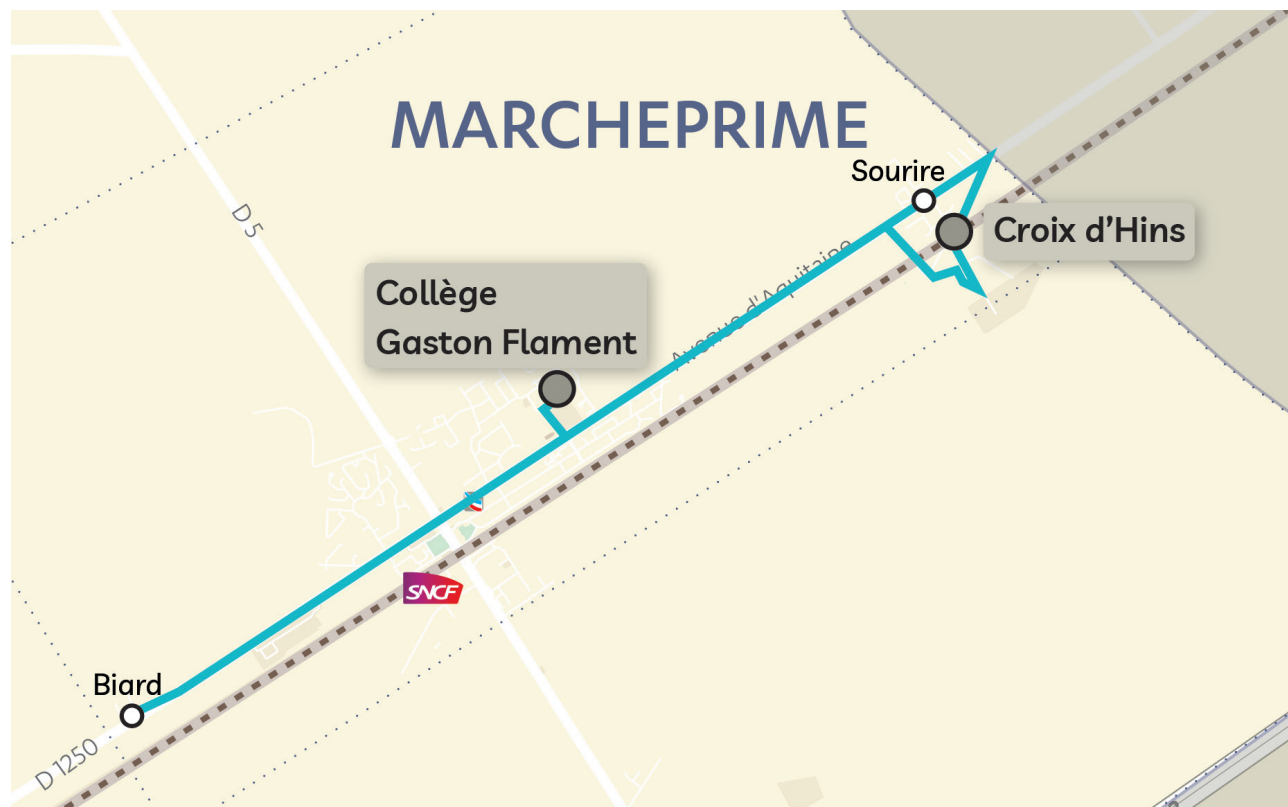 MARCHEPRIME
Sourire
Croix d'Hins
D 5
Avenue d'Aquitaine
Collège
Gaston Flament
SNCF
Biard
D 1250